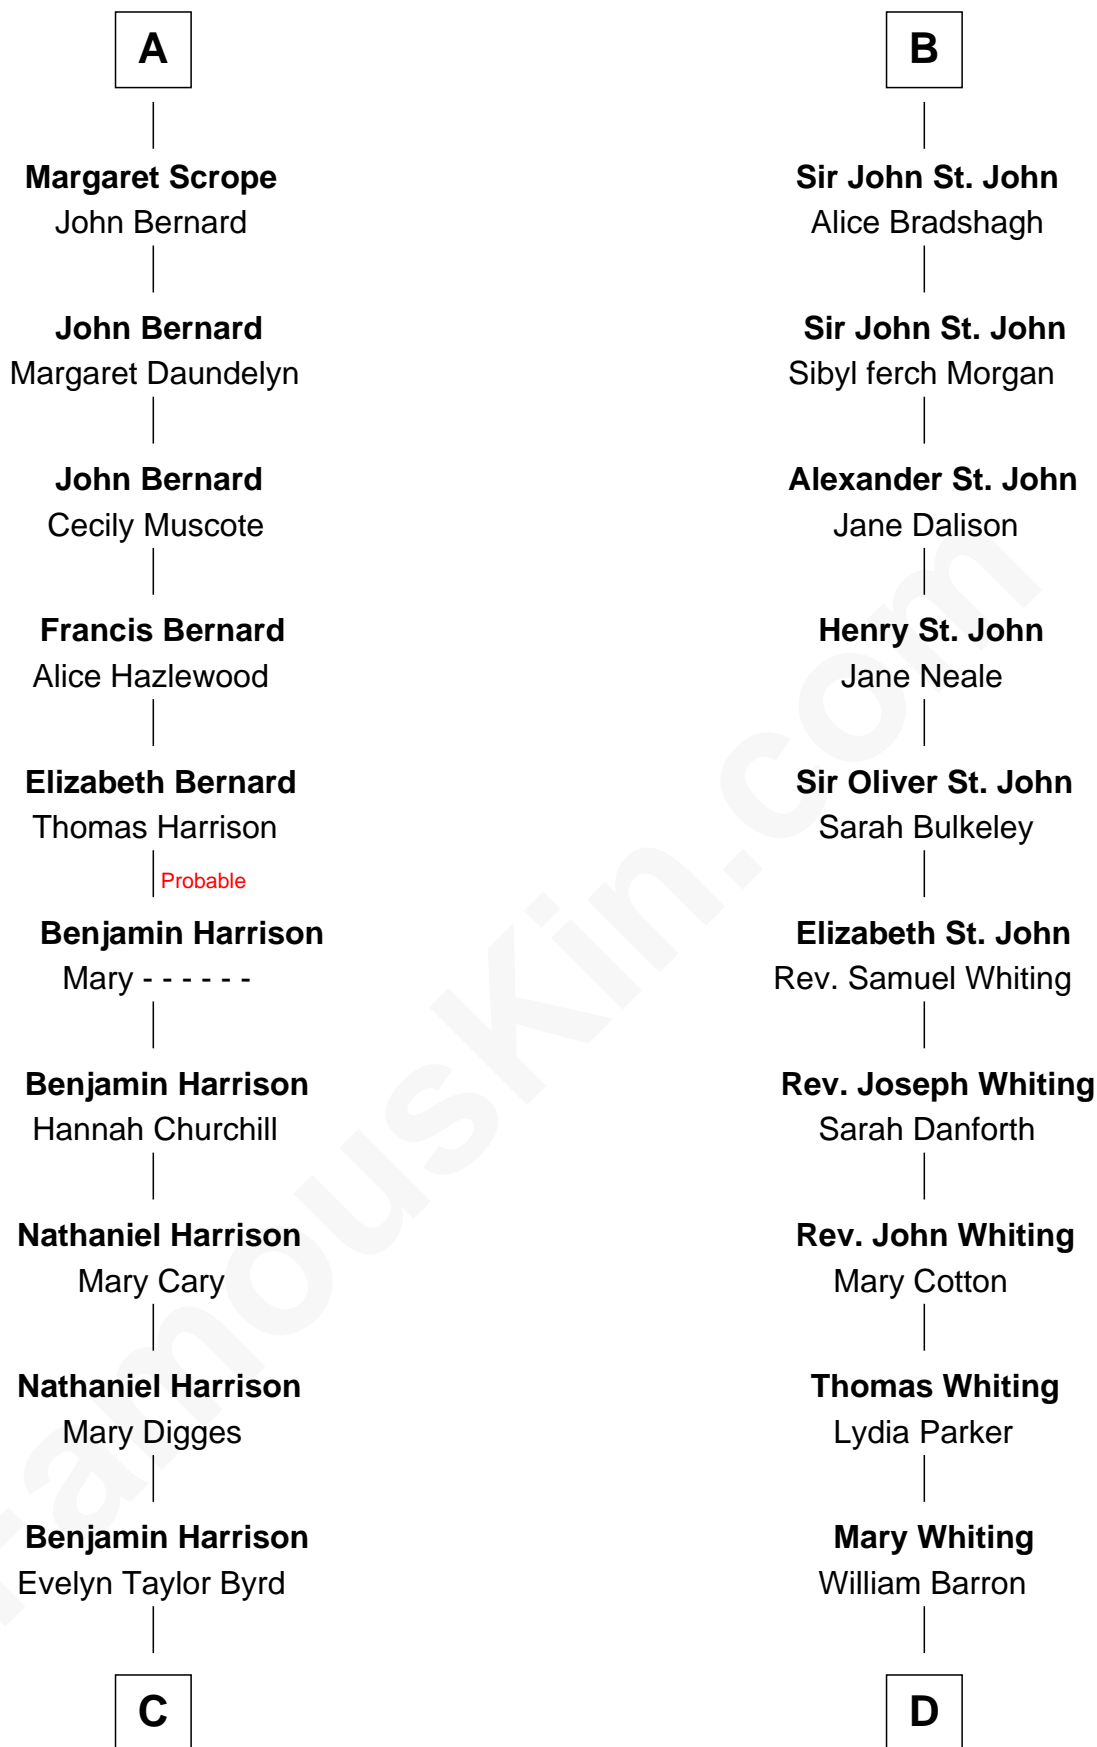 A
Margaret Scrope
John Bernard
John Bernard
Margaret Daundelyn
John Bernard
Cecily Muscote
Francis Bernard
Alice Hazlewood
Elizabeth Bernard
Thomas Harrison
Probable
Benjamin Harrison
Mary - - - - - -
Benjamin Harrison
Hannah Churchill
Nathaniel Harrison
Mary Cary
Nathaniel Harrison
Mary Digges
Benjamin Harrison
Evelyn Taylor Byrd
C
B
Sir John St. John
Alice Bradshagh
Sir John St. John
Sibyl ferch Morgan
Alexander St. John
Jane Dalison
Henry St. John
Jane Neale
Sir Oliver St. John
Sarah Bulkeley
Elizabeth St. John
Rev. Samuel Whiting
Rev. Joseph Whiting
Sarah Danforth
Rev. John Whiting
Mary Cotton
Thomas Whiting
Lydia Parker
Mary Whiting
William Barron
D
FamousKin.com